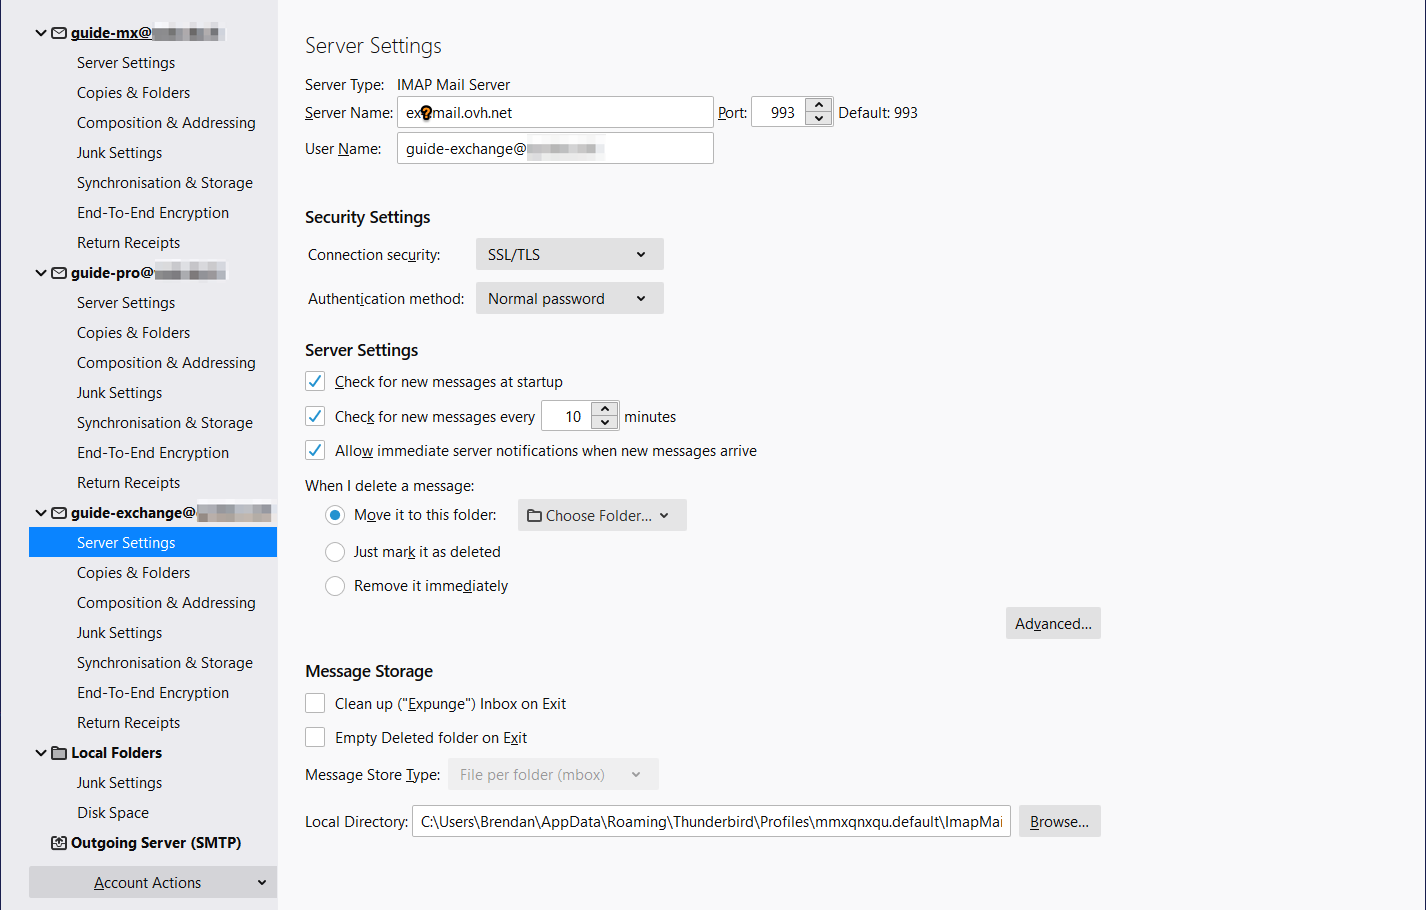 guide-mx@
Server Settings
Copies & Folders
Composition & Addressing
Junk Settings
Synchronisation & Storage
End-To-End Encryption
Return Receipts
guide-pro@
Server Settings
Copies & Folders
Composition & Addressing
Junk Settings
Synchronisation & Storage
End-To-End Encryption
Return Receipts
guide-exchange@
Server Settings
Copies & Folders
Composition & Addressing
Junk Settings
Synchronisation & Storage
End-To-End Encryption
Return Receipts
Local Folders
Junk Settings
Disk Space
Outgoing Server (SMTP)
Account Actions
Server Settings
Server Type: IMAP Mail Server
Server Name: ex?mail.ovh.net Port: 993 Default: 993
User Name: guide-exchange@
Security Settings
Connection security: SSL/TLS
Authentication method: Normal password
Server Settings
Check for new messages at startup
Check for new messages every 10 minutes
Allow immediate server notifications when new messages arrive
When I delete a message:
Move it to this folder: Choose Folder...
Just mark it as deleted
Remove it immediately
Advanced...
Message Storage
Clean up ("Expunge") Inbox on Exit
Empty Deleted folder on Exit
Message Store Type: File per folder (mbox)
Local Directory: C:\Users\Brendan\AppData\Roaming\Thunderbird\Profiles\mmxqnxqu.default\ImapMai Browse...